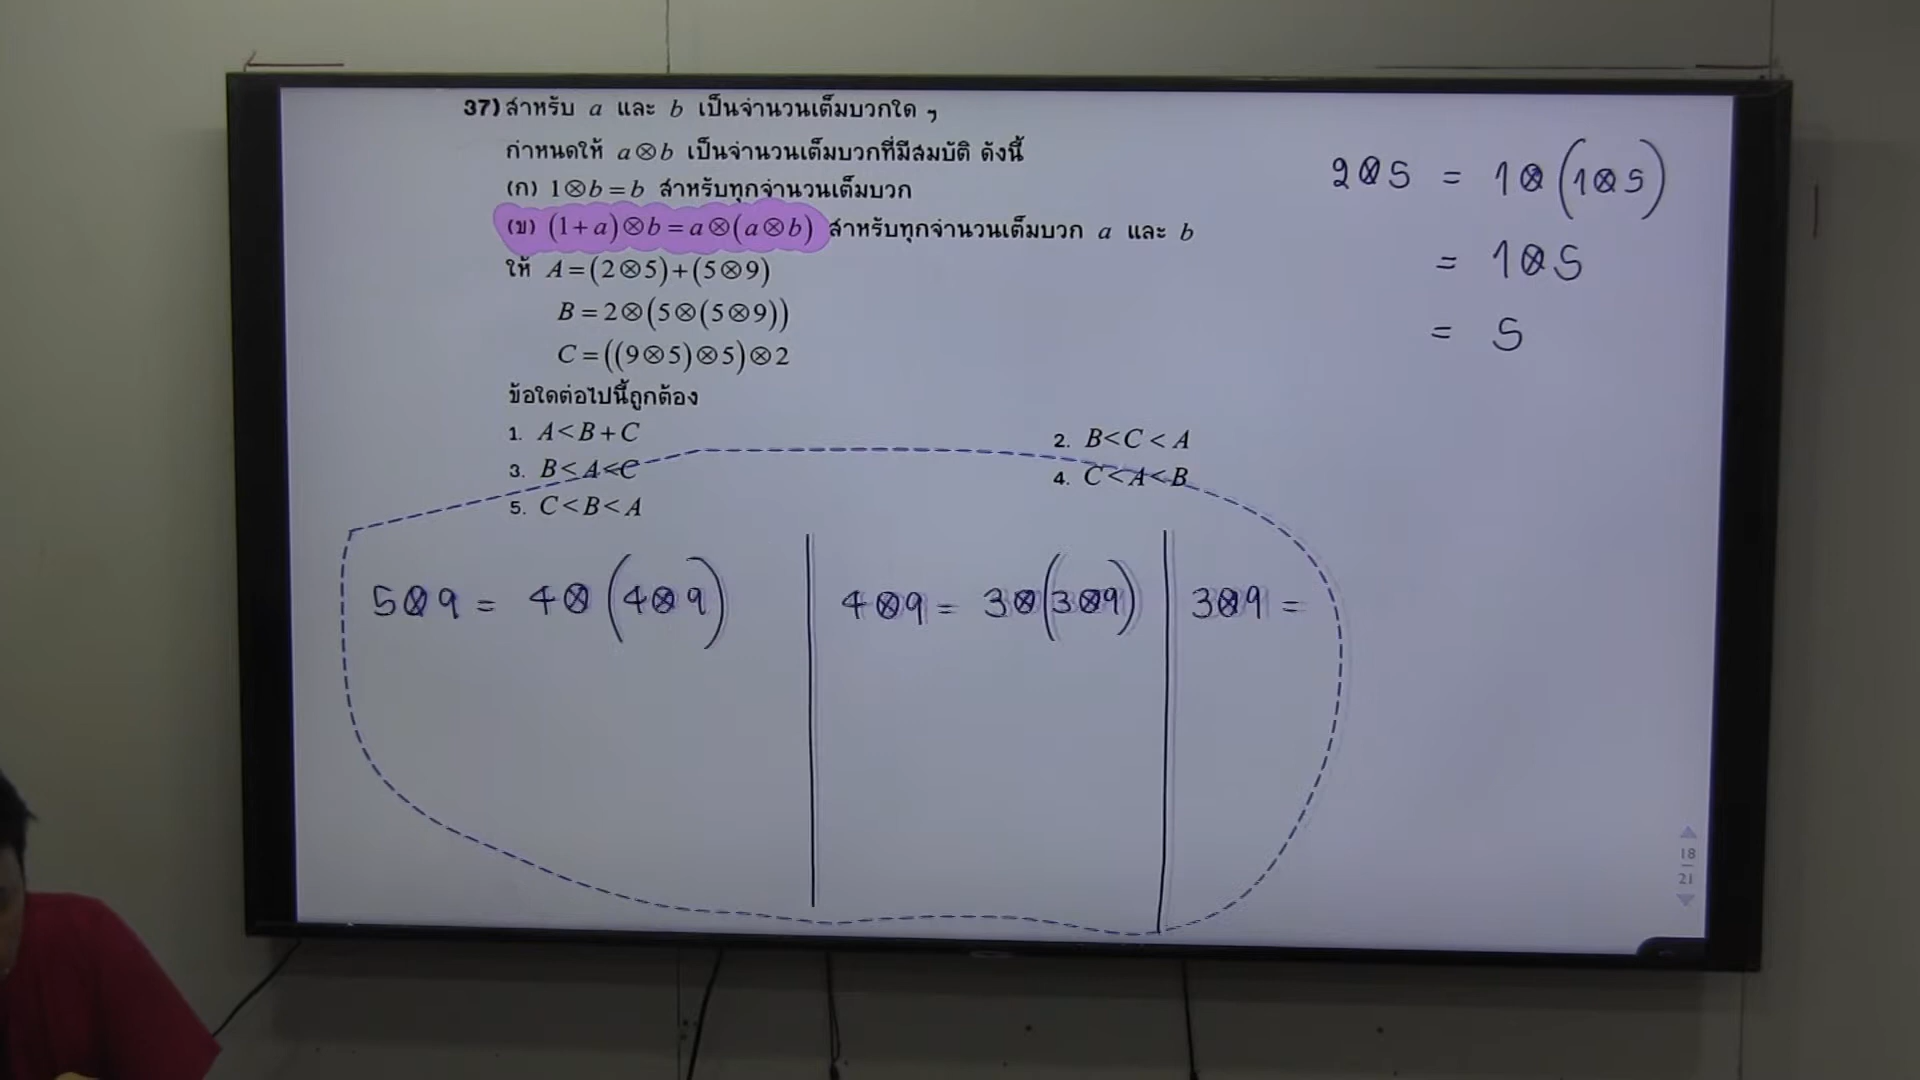 37) สำหรับ a และ b เป็นจำนวนเต็มบวกใด ๆ
กำหนดให้ a⊗b เป็นจำนวนเต็มบวกที่มีสมบัติ ดังนี้
(ก) 1⊗b = b สำหรับทุกจำนวนเต็มบวก
(ข) (1+a)⊗b = a⊗(a⊗b) สำหรับทุกจำนวนเต็มบวก a และ b
ให้ A = (2⊗5)+(5⊗9)
B = 2⊗(5⊗(5⊗9))
C = ((9⊗5)⊗5)⊗2
ข้อใดต่อไปนี้ถูกต้อง
1. A<B+C
2. B<C<A
3. B<A<C
4. C<A<B
5. C<B<A
2⊗5 = 1⊗(1⊗5)
= 1⊗5
= 5
5⊗9 = 4⊗(4⊗9)
4⊗9 = 3⊗(3⊗9)
3⊗9 =
18
21